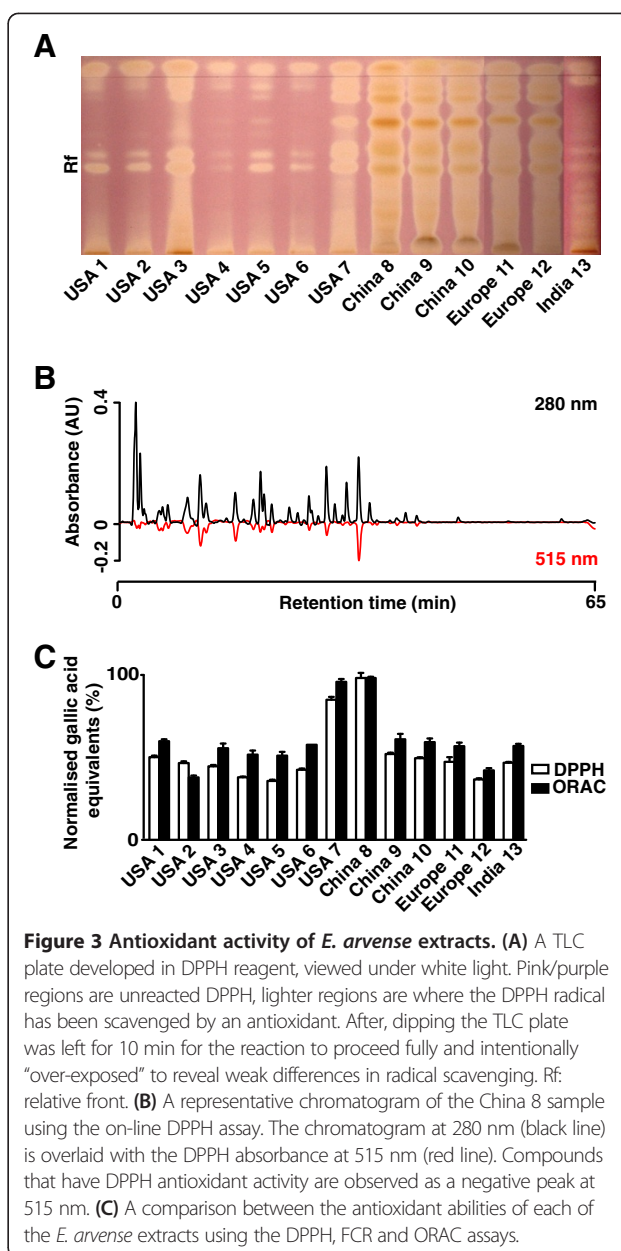 A
Rf
USA 1
USA 2
USA 3
USA 4
USA 5
USA 6
USA 7
China 8
China 9
China 10
Europe 11
Europe 12
India 13
B
Absorbance (AU)
0.4
0
-0.2
280 nm
515 nm
0
Retention time (min)
65
C
Normalised gallic acid
equivalents (%)
100
0
DPPH
ORAC
USA 1
USA 2
USA 3
USA 4
USA 5
USA 6
USA 7
China 8
China 9
China 10
Europe 11
Europe 12
India 13
Figure 3 Antioxidant activity of E. arvense extracts. (A) A TLC
plate developed in DPPH reagent, viewed under white light. Pink/purple
regions are unreacted DPPH, lighter regions are where the DPPH radical
has been scavenged by an antioxidant. After, dipping the TLC plate
was left for 10 min for the reaction to proceed fully and intentionally
“over-exposed” to reveal weak differences in radical scavenging. Rf:
relative front. (B) A representative chromatogram of the China 8 sample
using the on-line DPPH assay. The chromatogram at 280 nm (black line)
is overlaid with the DPPH absorbance at 515 nm (red line). Compounds
that have DPPH antioxidant activity are observed as a negative peak at
515 nm. (C) A comparison between the antioxidant abilities of each of
the E. arvense extracts using the DPPH, FCR and ORAC assays.